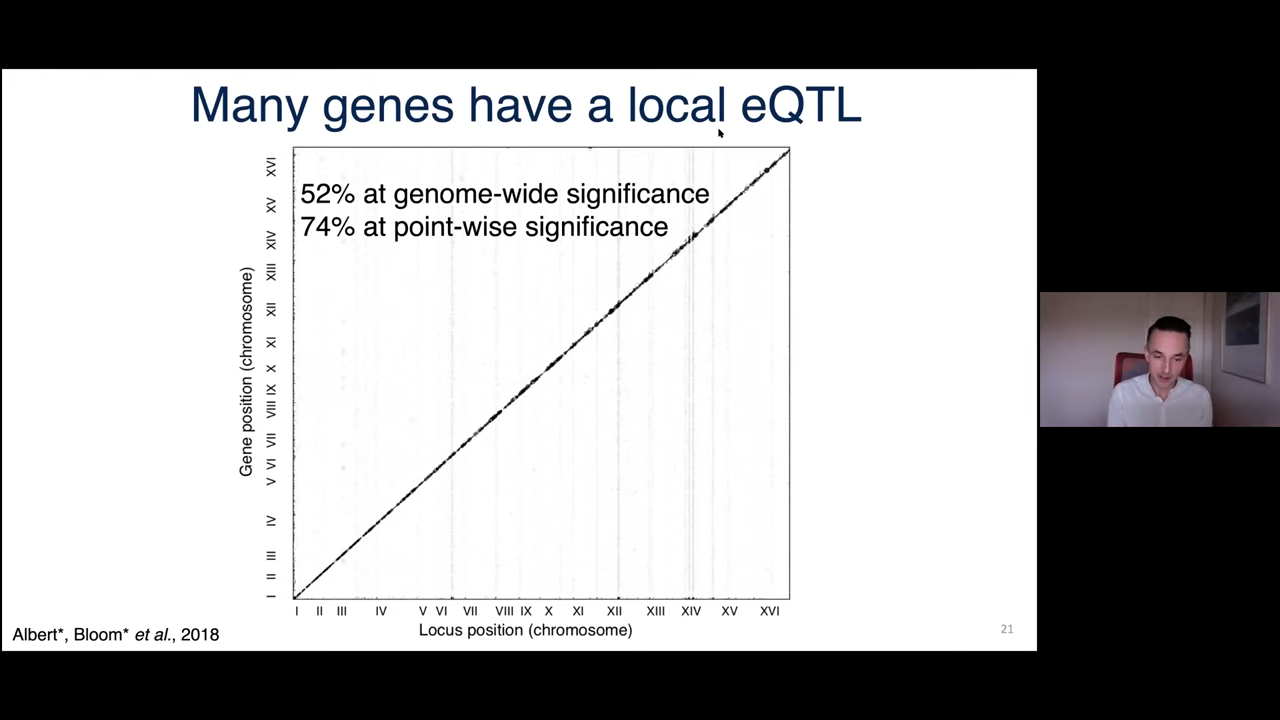 Many genes have a local eQTL
52% at genome-wide significance
74% at point-wise significance
Gene position (chromosome)
XVI
XV
XIV
XIII
XII
XI
X
IX
VIII
VII
VI
V
IV
III
II
I
I II III IV V VI VII VIII IX X XI XII XIII XIV XV XVI
Locus position (chromosome)
Albert*, Bloom* et al., 2018
21